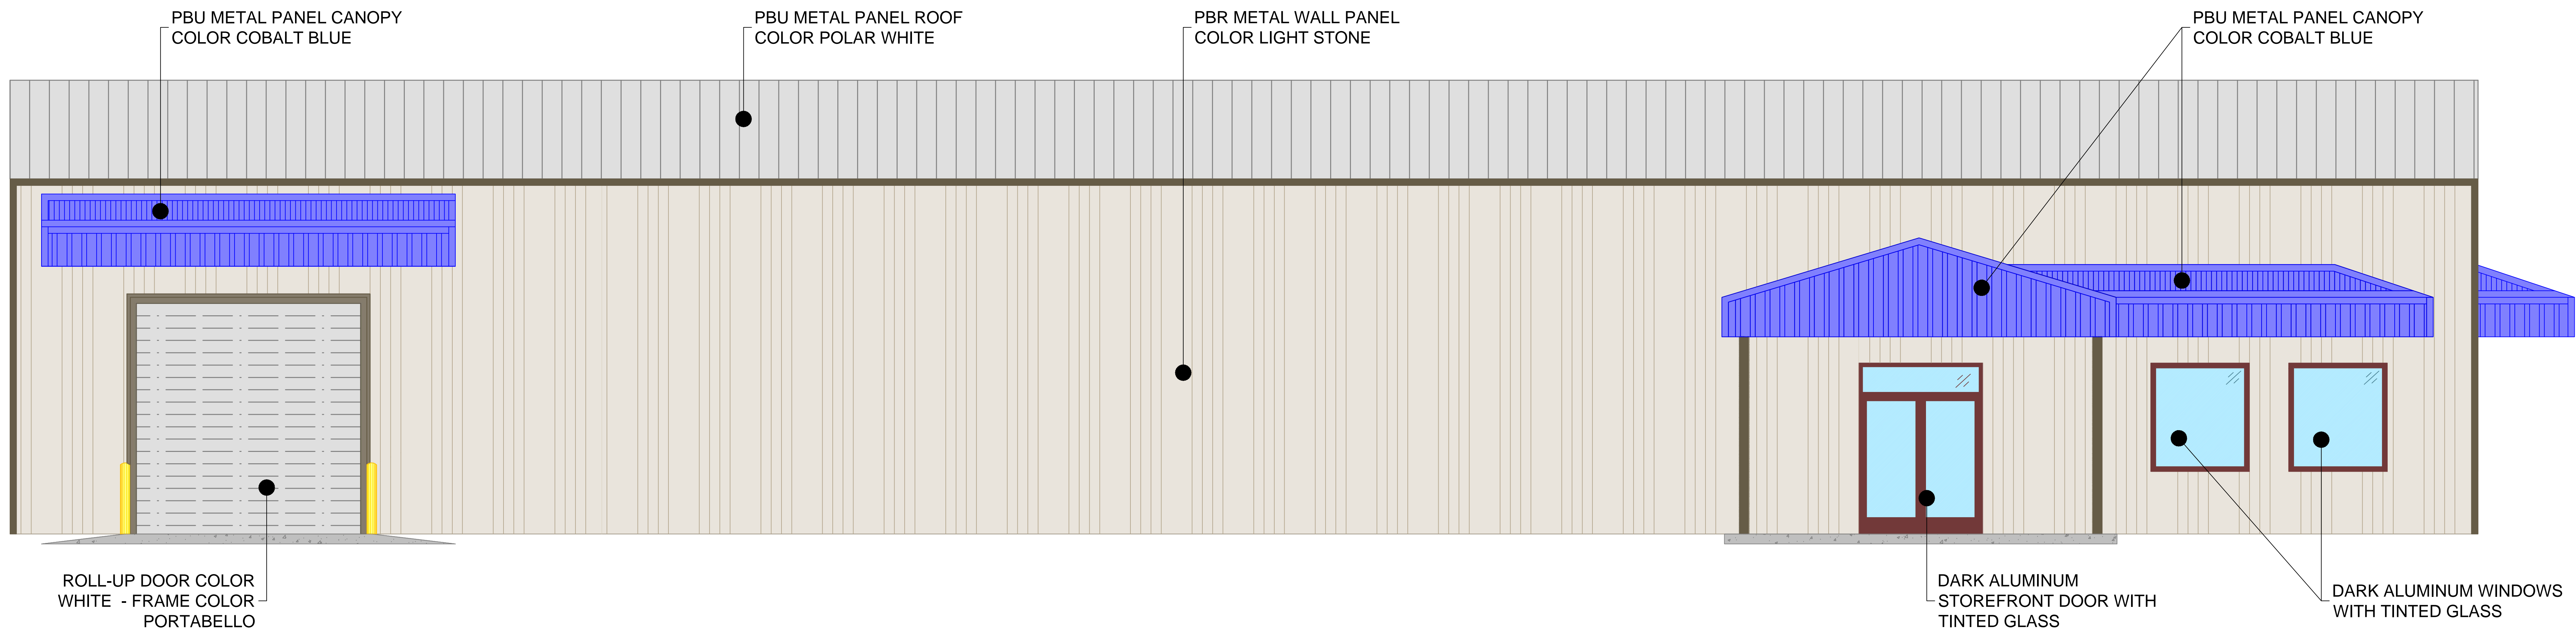 PBU METAL PANEL CANOPY
COLOR COBALT BLUE
PBU METAL PANEL ROOF
COLOR POLAR WHITE
PBR METAL WALL PANEL
COLOR LIGHT STONE
PBU METAL PANEL CANOPY
COLOR COBALT BLUE
ROLL-UP DOOR COLOR
WHITE - FRAME COLOR
PORTABELLO
DARK ALUMINUM
STOREFRONT DOOR WITH
TINTED GLASS
DARK ALUMINUM WINDOWS
WITH TINTED GLASS